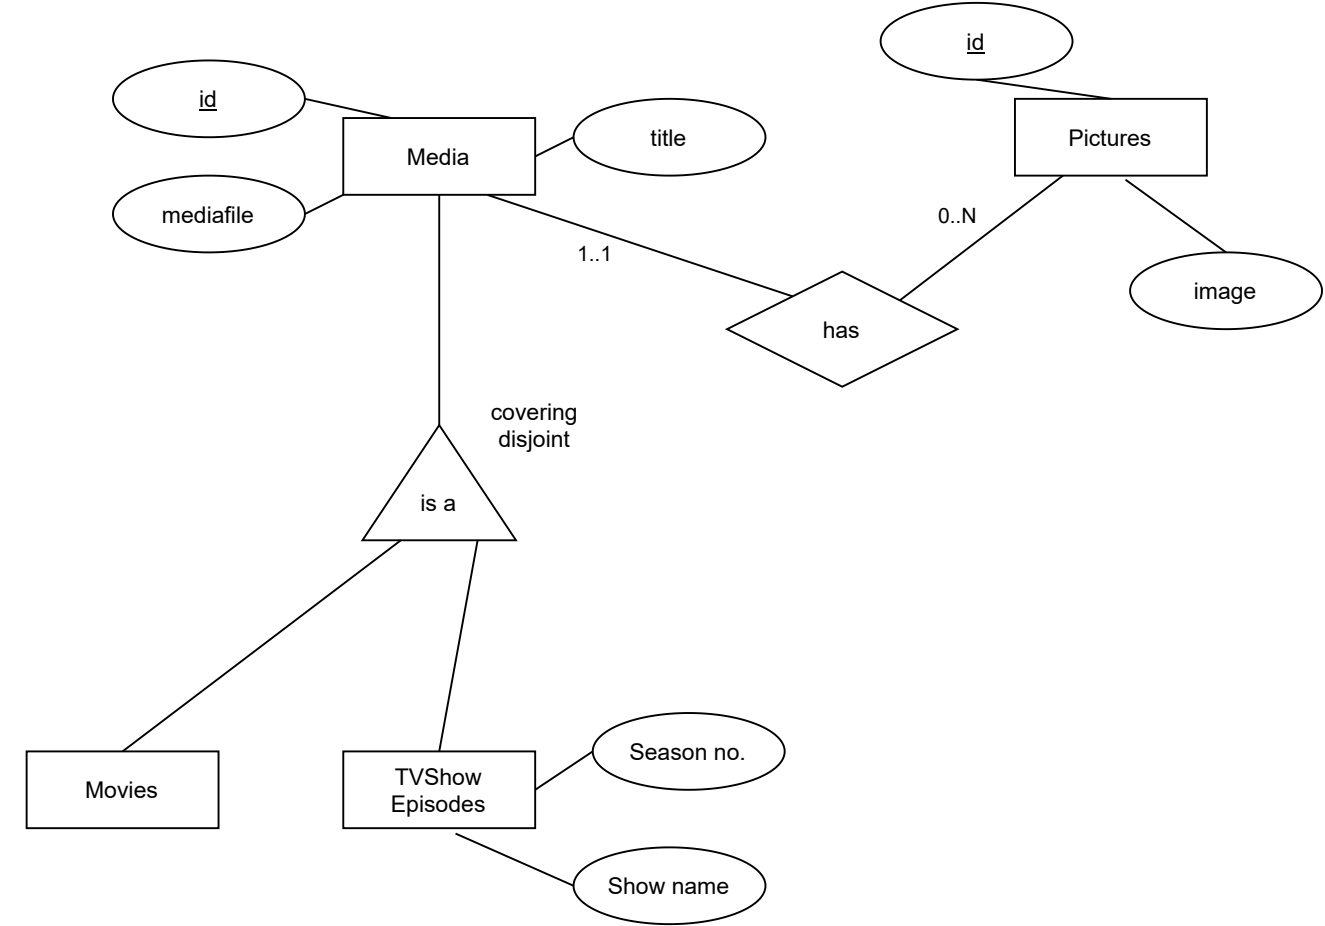 id
id
Media
title
Pictures
mediafile
0..N
1..1
image
has
covering
disjoint
is a
Season no.
Movies
TVShow
Episodes
Show name